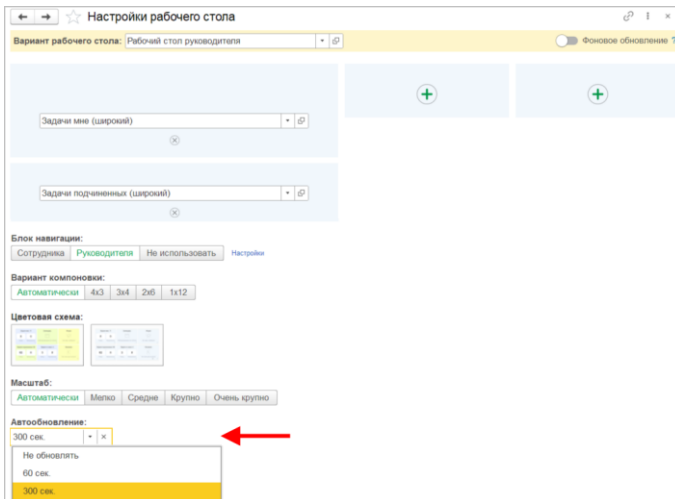 Настройки рабочего стола
Вариант рабочего стола: Рабочий стол руководителя
Фоновое обновление ?
Задачи мне (широкий)
Задачи подчиненных (широкий)
Блок навигации:
Сотрудника Руководителя Не использовать Настройки
Вариант компоновки:
Автоматически 4x3 3x4 2x6 1x12
Цветовая схема:
Масштаб:
Автоматически Мелко Средне Крупно Очень крупно
Автообновление:
300 сек.
Не обновлять
60 сек.
300 сек.